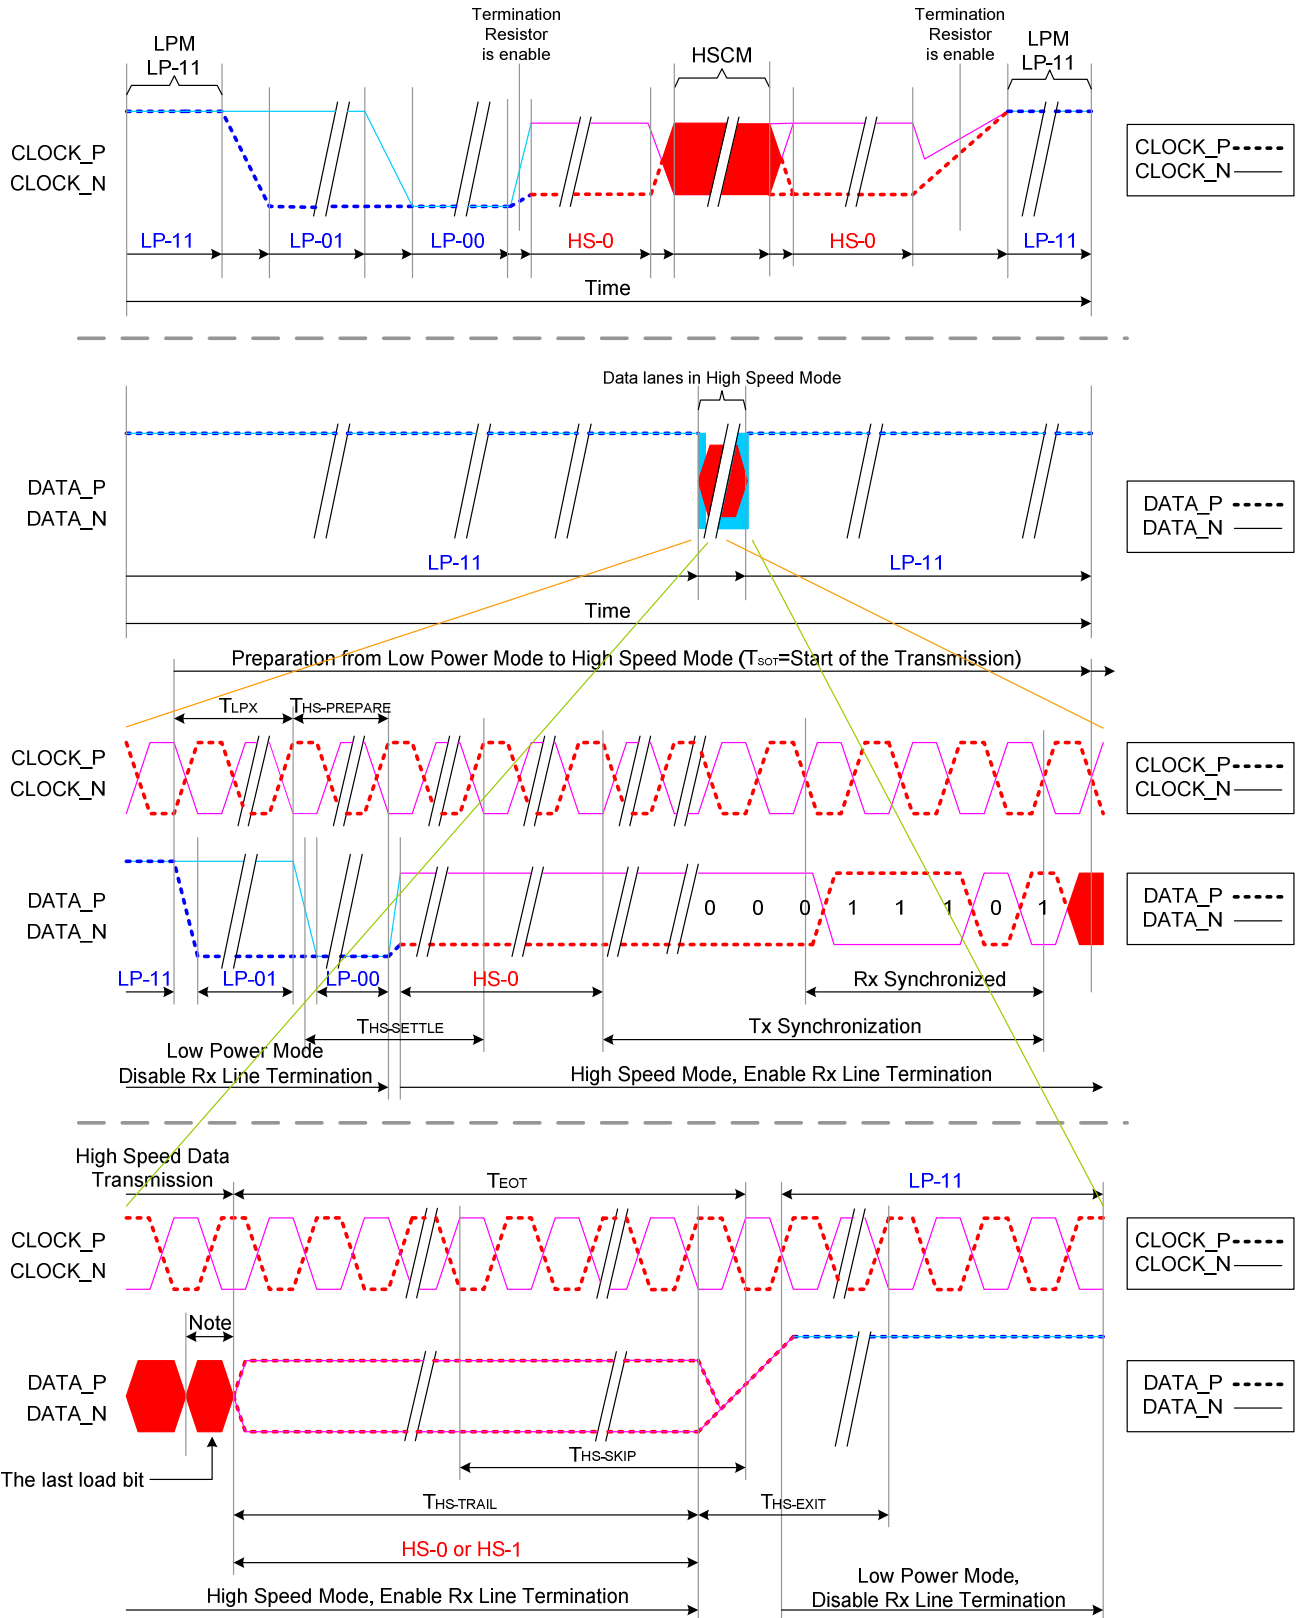 Termination
Resistor
is enable
Termination
Resistor
is enable
LPM
LP-11
HSCM
LPM
LP-11
CLOCK_P
CLOCK_N
CLOCK_P
CLOCK_N
LP-11 LP-01 LP-00 HS-0 HS-0 LP-11
Time
Data lanes in High Speed Mode
DATA_P
DATA_N
DATA_P
DATA_N
LP-11 LP-11
Time
Preparation from Low Power Mode to High Speed Mode (TSOT=Start of the Transmission)
TLPX THS-PREPARE
CLOCK_P
CLOCK_N
CLOCK_P
CLOCK_N
DATA_P
DATA_N
0 0 0 1 1 1 0 1
DATA_P
DATA_N
LP-11 LP-01 LP-00 HS-0 Rx Synchronized
THS-SETTLE Tx Synchronization
Low Power Mode
Disable Rx Line Termination
High Speed Mode, Enable Rx Line Termination
High Speed Data
Transmission
TEOT LP-11
CLOCK_P
CLOCK_N
CLOCK_P
CLOCK_N
Note
DATA_P
DATA_N
DATA_P
DATA_N
THS-SKIP
The last load bit
THS-TRAIL THS-EXIT
HS-0 or HS-1
High Speed Mode, Enable Rx Line Termination
Low Power Mode,
Disable Rx Line Termination